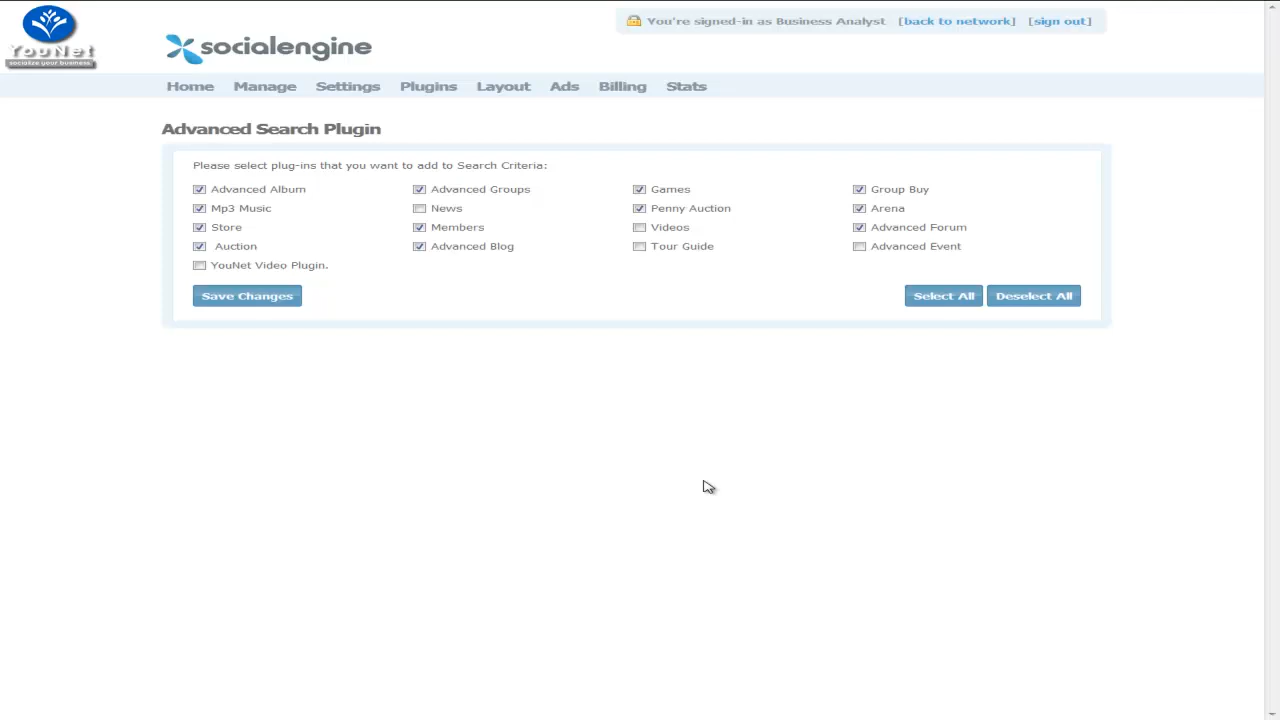 You're signed-in as Business Analyst [back to network] [sign out]
YouNet
socialize your business.
socialengine
Home Manage Settings Plugins Layout Ads Billing Stats
Advanced Search Plugin
Please select plug-ins that you want to add to Search Criteria:
Advanced Album Advanced Groups Games Group Buy
Mp3 Music News Penny Auction Arena
Store Members Videos Advanced Forum
Auction Advanced Blog Tour Guide Advanced Event
YouNet Video Plugin.
Save Changes Select All Deselect All